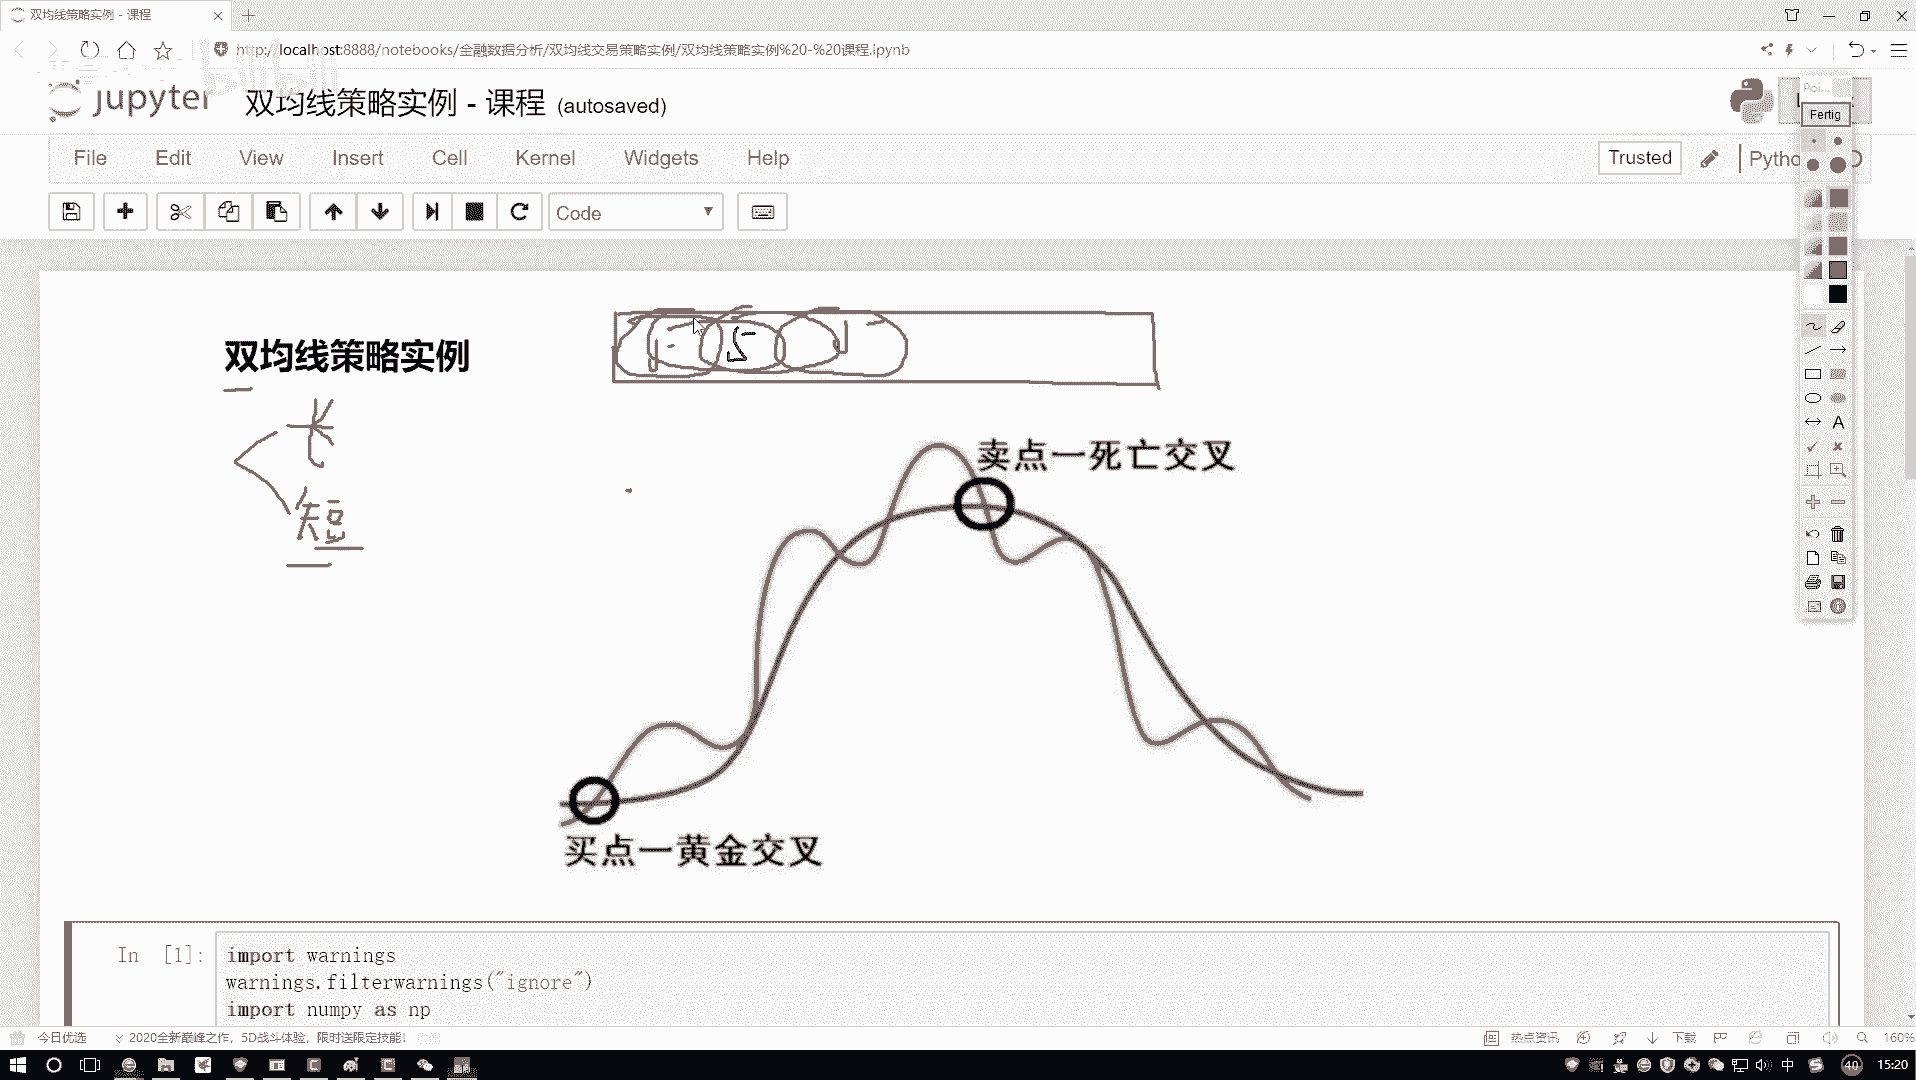 双均线策略实例 - 课程
http://localhost:8888/notebooks/金融数据分析/双均线交易策略实例/双均线策略实例%20-%20课程.ipynb
jupyter 双均线策略实例 - 课程 (autosaved)
Poi...
Fertig
File Edit View Insert Cell Kernel Widgets Help
Trusted
Code
A
双均线策略实例
长
短
卖点一死亡交叉
买点一黄金交叉
In [1]:
import warnings
warnings.filterwarnings("ignore")
import numpy as np
今日优选
2020全新巅峰之作，5D战斗体验，限时送限定技能！
热点资讯
下载
160%
中
40
15:20